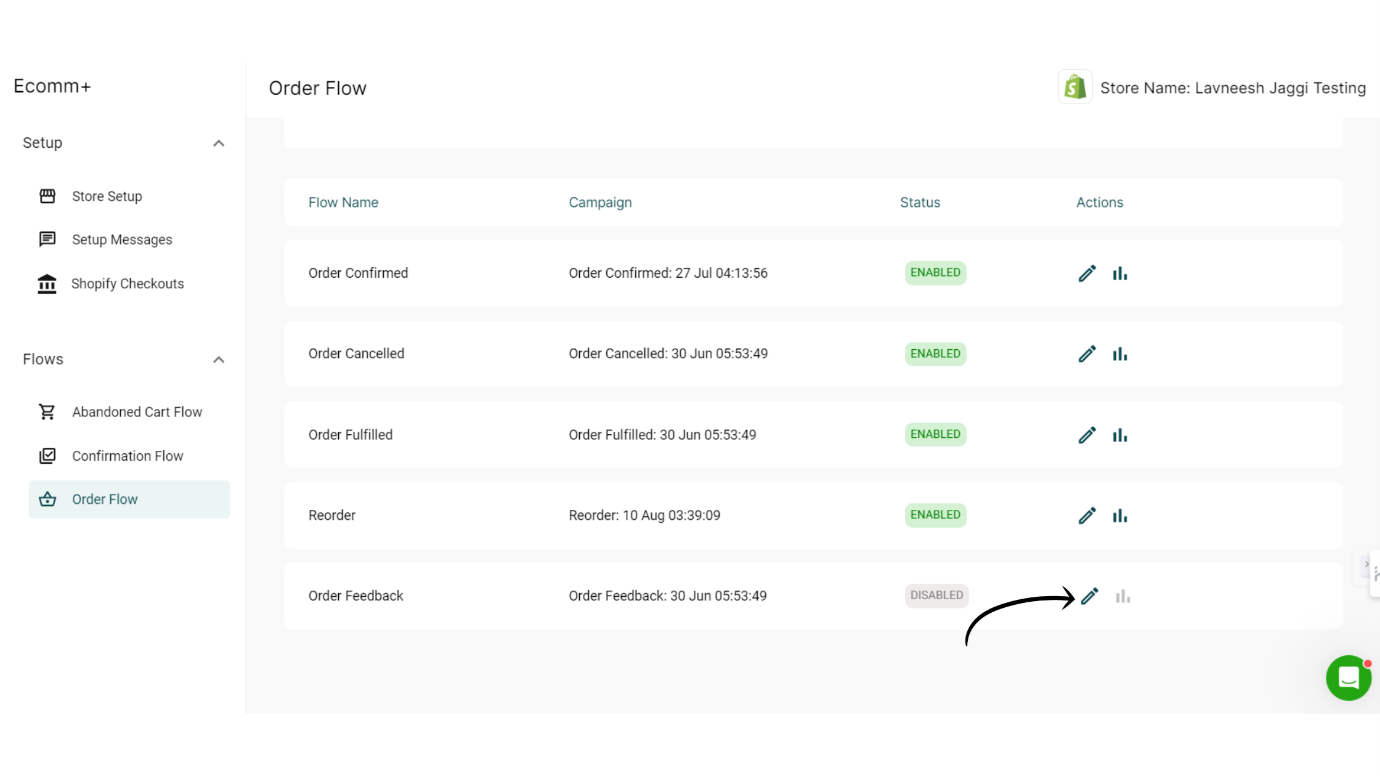 Ecomm+
Order Flow
Store Name: Lavneesh Jaggi Testing
Setup
Store Setup
Setup Messages
Shopify Checkouts
Flows
Abandoned Cart Flow
Confirmation Flow
Order Flow
Flow Name Campaign Status Actions
Order Confirmed Order Confirmed: 27 Jul 04:13:56 ENABLED
Order Cancelled Order Cancelled: 30 Jun 05:53:49 ENABLED
Order Fulfilled Order Fulfilled: 30 Jun 05:53:49 ENABLED
Reorder Reorder: 10 Aug 03:39:09 ENABLED
Order Feedback Order Feedback: 30 Jun 05:53:49 DISABLED